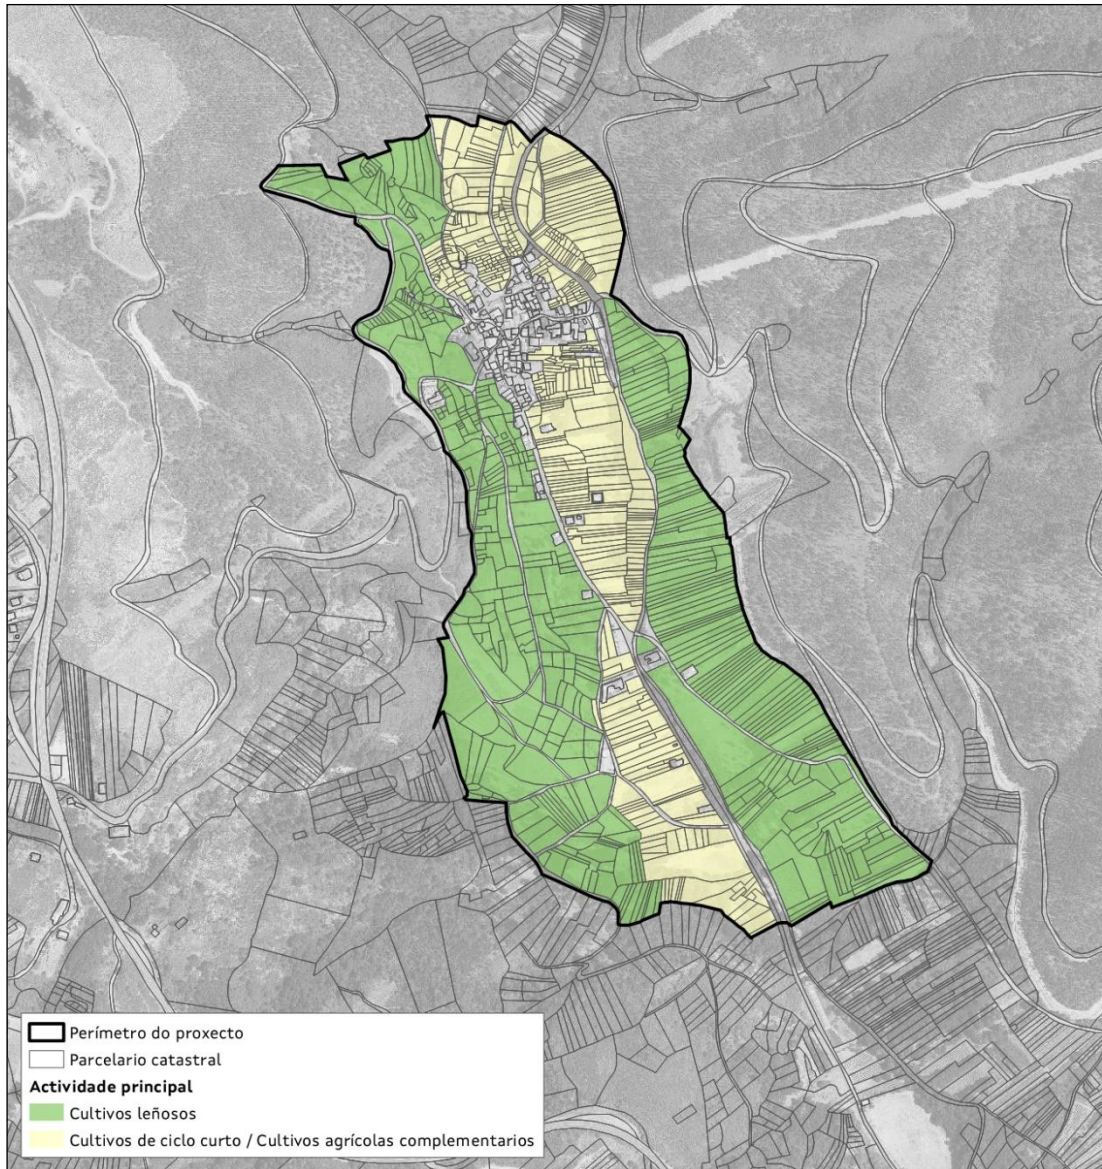 Perímetro do proxecto
Parcelario catastral
Actividade principal
Cultivos leñosos
Cultivos de ciclo curto / Cultivos agrícolas complementarios